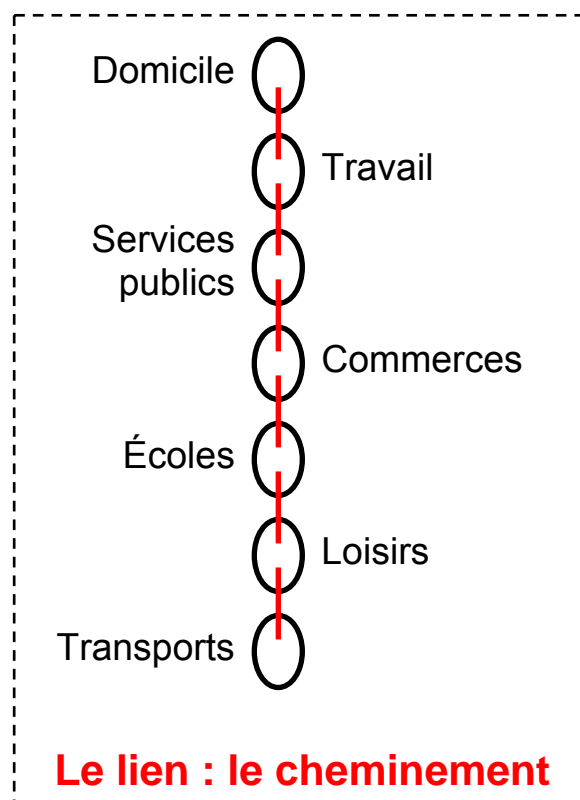 Domicile
Travail
Services
publics
Commerces
Écoles
Loisirs
Transports
Le lien : le cheminement